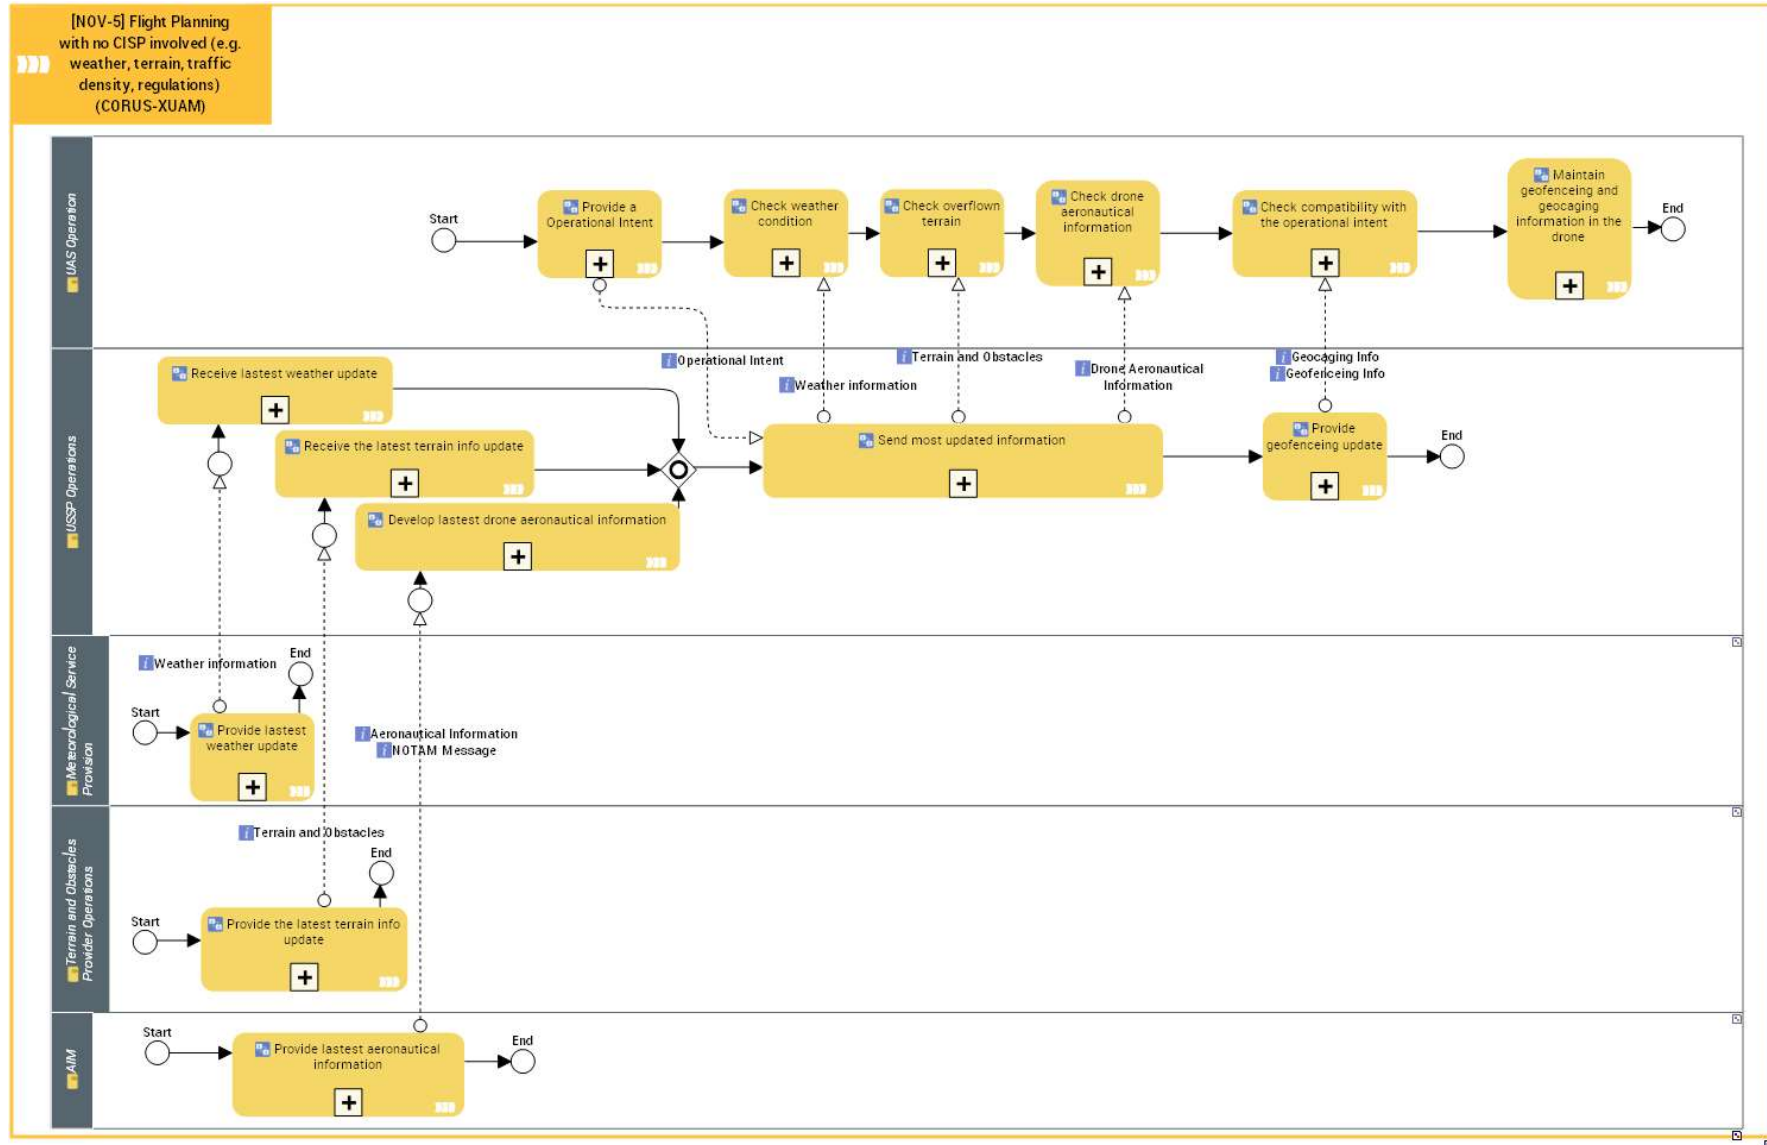 [NOV-5] Flight Planning
with no CISP involved (e.g.
weather, terrain, traffic
density, regulations)
(CORUS-XUAM)
UAS Operation
Start
Provide a
Operational Intent
Check weather
condition
Check overflown
terrain
Check drone
aeronautical
information
Check compatibility with
the operational intent
Maintain
geofenceing and
geocaging
information in the
drone
End
USSP Operations
Operational Intent
Weather information
Terrain and Obstacles
Drone Aeronautical
Information
Geocaging Info
Geofenceing Info
Receive lastest weather update
Receive the latest terrain info update
Develop lastest drone aeronautical information
Send most updated information
Provide
geofenceing update
End
Meteorological Service
Provision
Weather information
End
Start
Provide lastest
weather update
Aeronautical Information
NOTAM Message
Terrain and Obstacles
Provider Operations
Terrain and Obstacles
End
Start
Provide the latest terrain info
update
AIM
Start
Provide lastest aeronautical
information
End